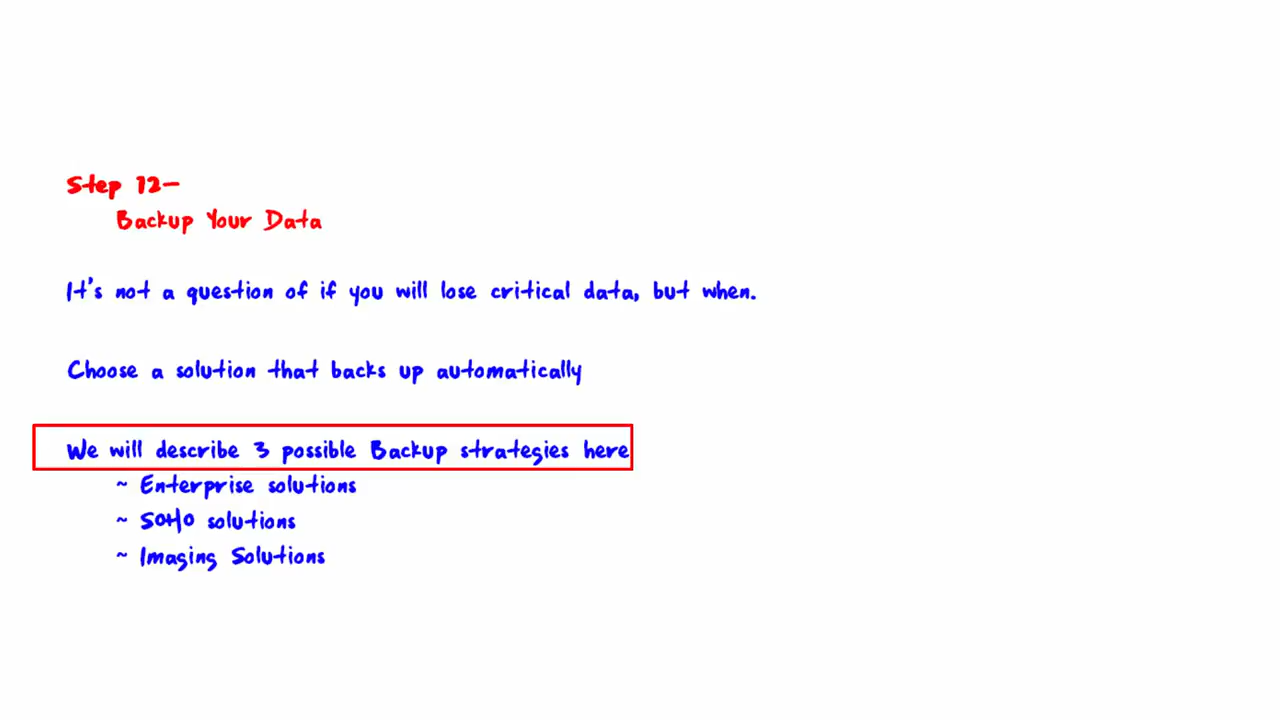 Step 12-
Backup Your Data
It's not a question of if you will lose critical data, but when.
Choose a solution that backs up automatically
We will describe 3 possible Backup strategies here
~ Enterprise solutions
~ SOHO solutions
~ Imaging Solutions